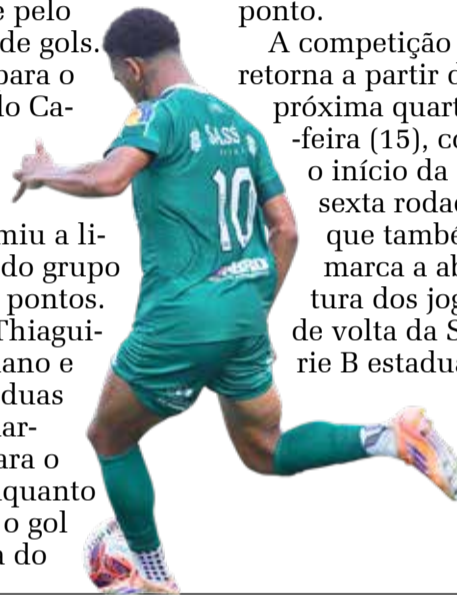 e pelo
de gols.
para o
do Ca-
miu a li-
do grupo
pontos.
Thiagui-
ano e
duas
ar-
ara o
quanto
o gol
do
SASS
10
ponto.
A competição
retorna a partir d
próxima quart
-feira (15), co
o início da
sexta roda
que també
marca a ab
tura dos jog
de volta da S
rie B estadua